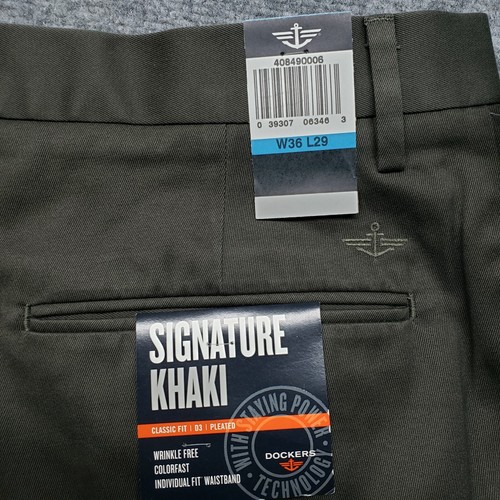 408490006
0 39307 06346 3
W36 L29
SIGNATURE
KHAKI
CLASSIC FIT | D3 | PLEATED
WRINKLE FREE
COLORFAST
INDIVIDUAL FIT WAISTBAND
WITH STAYING POWER
DOCKERS
TECHNOLOGY